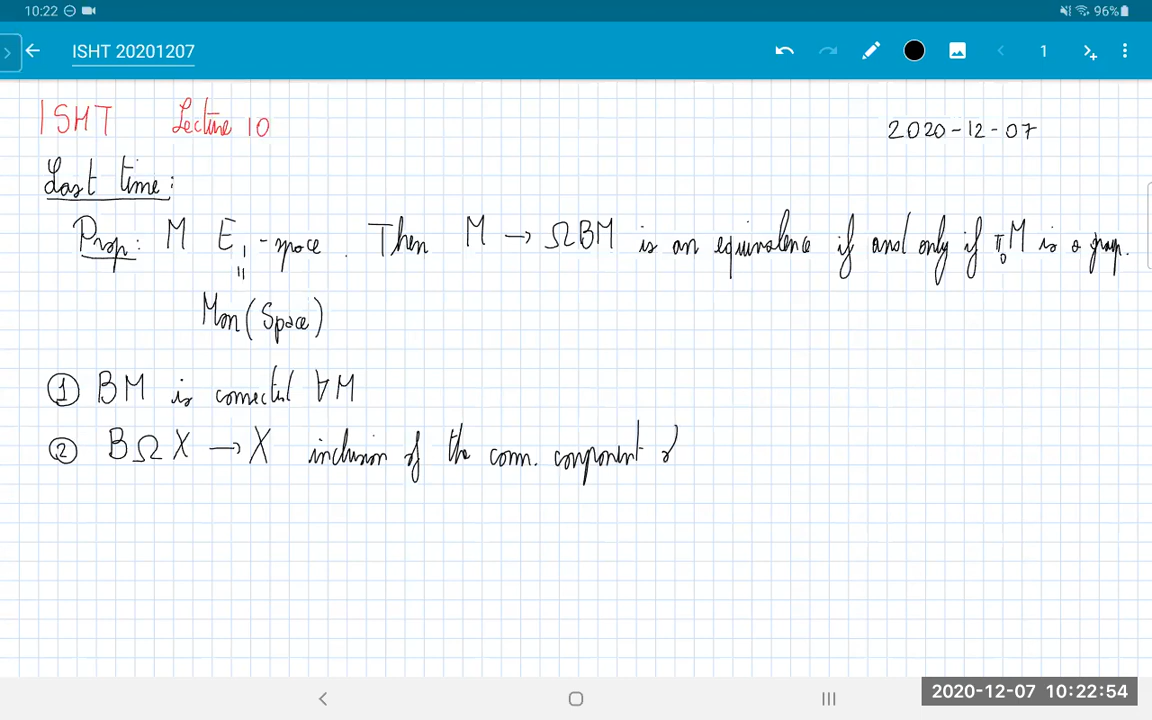 10:22 96%
ISHT 20201207
1
ISHT Lecture 10
2020-12-07
Last time:
Prop: M E₁-space. Then M → ΩBM is an equivalence if and only if π₀M is a group.
"
Mon(Space)
① BM is connected ∀M
② BΩX → X inclusion of the conn. component
2020-12-07 10:22:54